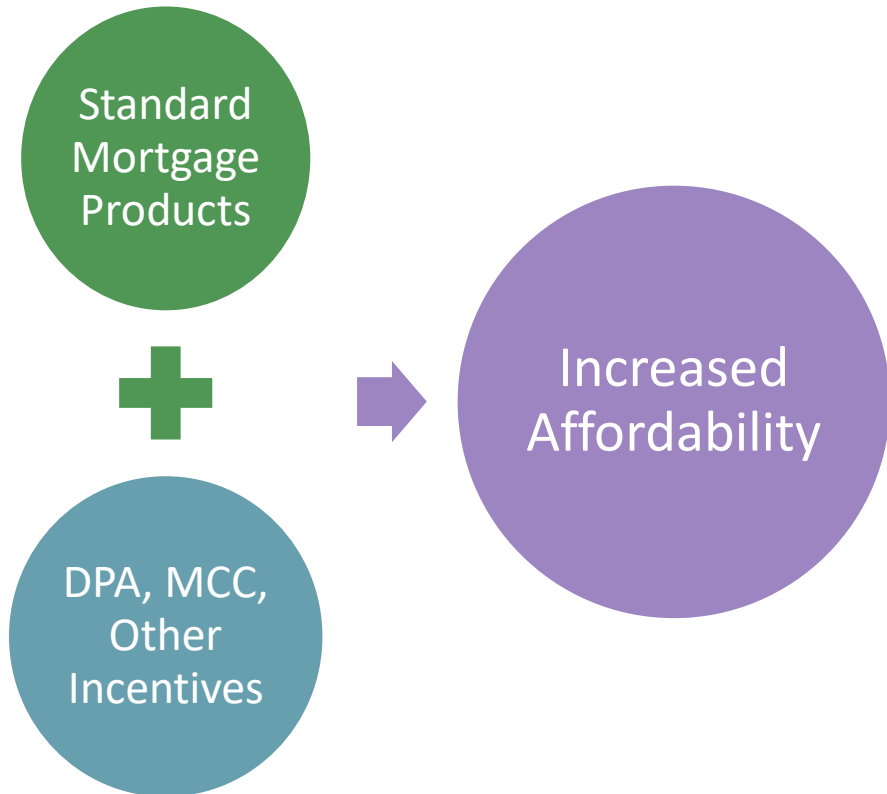 Standard
Mortgage
Products
DPA, MCC,
Other
Incentives
Increased
Affordability